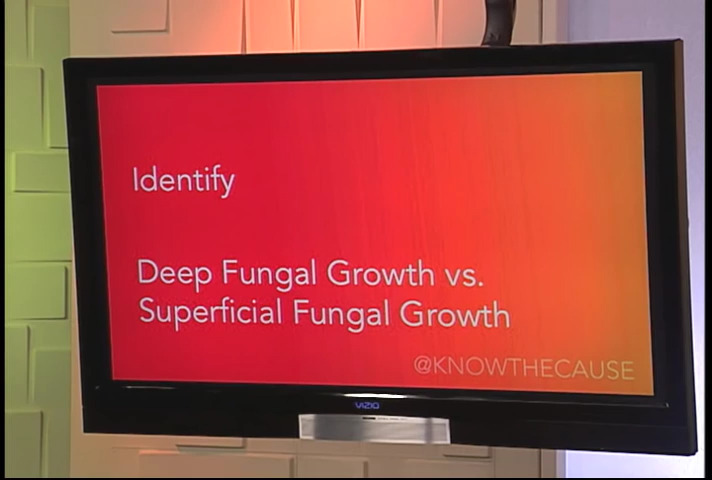 Identify
Deep Fungal Growth vs.
Superficial Fungal Growth
@KNOWTHECAUSE
VIZIO